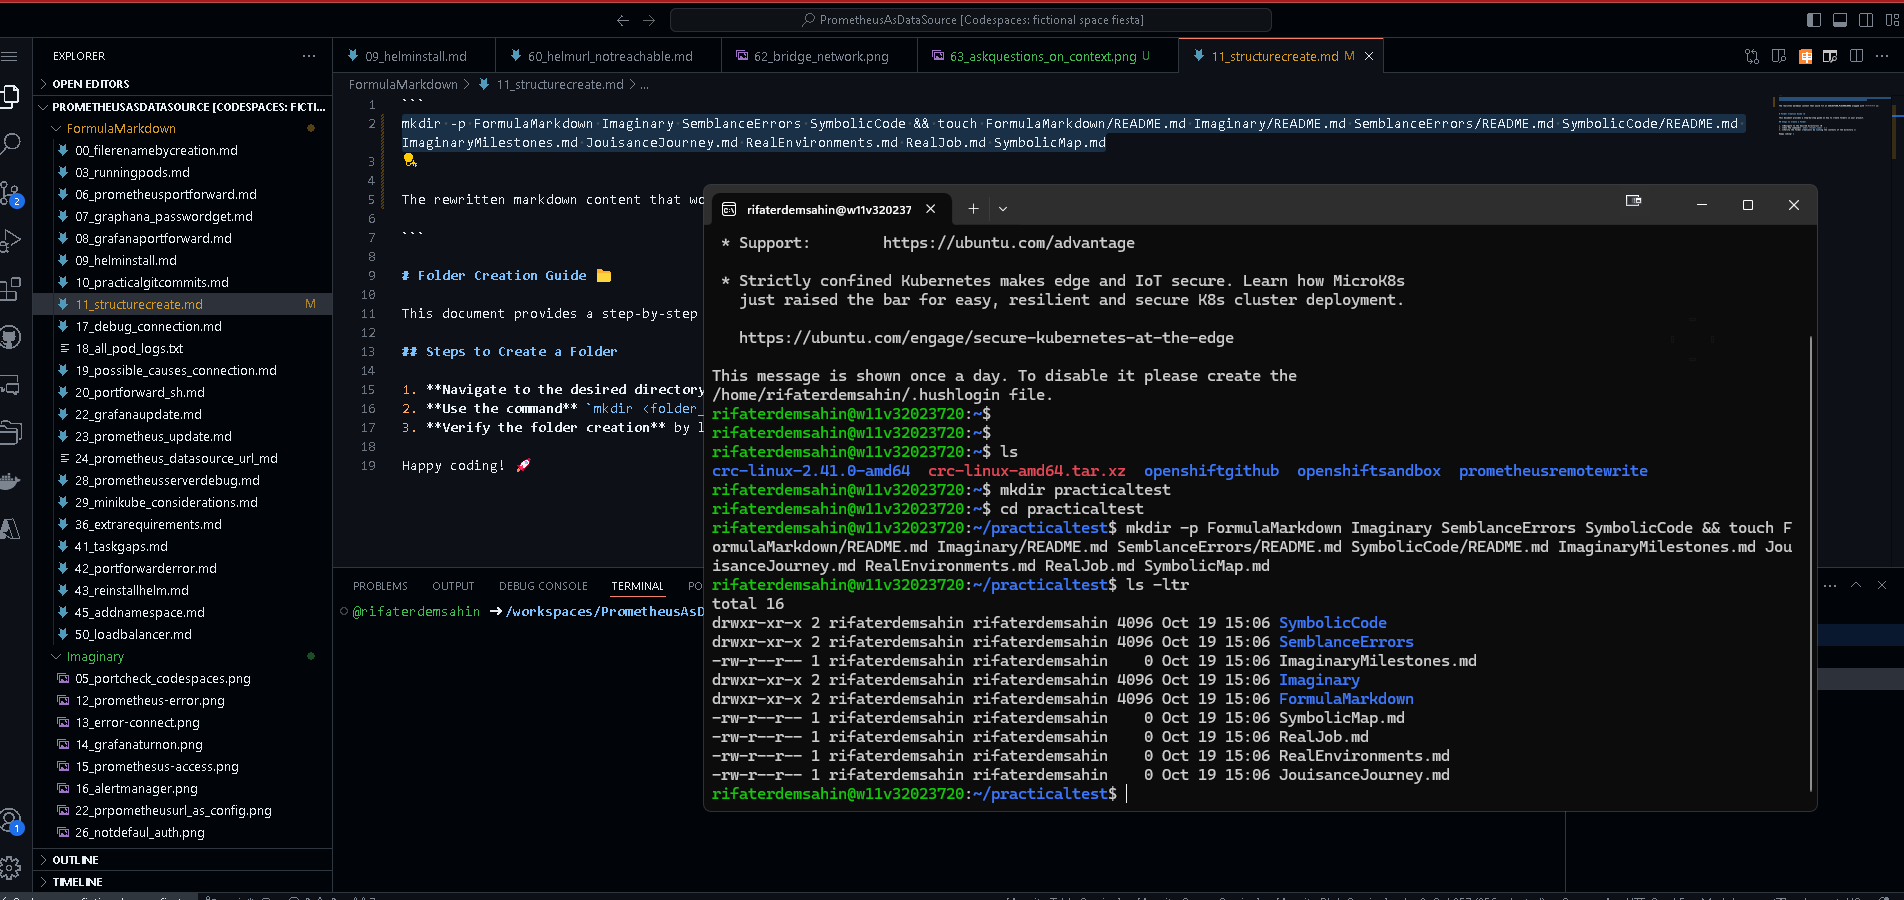 PrometheusAsDataSource [Codespaces: fictional space fiesta]
EXPLORER
OPEN EDITORS
PROMETHEUSASDATASOURCE [CODESPACES: FICTI...
FormulaMarkdown
00_filerenamebycreation.md
03_runningpods.md
06_prometheusportforward.md
07_graphana_passwordget.md
08_grafanaportforward.md
09_helminstall.md
10_practicalgitcommits.md
11_structurecreate.md M
17_debug_connection.md
18_all_pod_logs.txt
19_possible_causes_connection.md
20_portforward_sh.md
22_grafanaupdate.md
23_prometheus_update.md
24_prometheus_datasource_url_md
28_prometheusserverdebug.md
29_minikube_considerations.md
36_extrarequirements.md
41_taskgaps.md
42_portforwarderror.md
43_reinstallhelm.md
45_addnamespace.md
50_loadbalancer.md
Imaginary
05_portcheck_codespaces.png
12_prometheus-error.png
13_error-connect.png
14_grafanaturnon.png
15_promethesus-access.png
16_alertmanager.png
22_prpometheusurl_as_config.png
26_notdefaul_auth.png
OUTLINE
TIMELINE
2
1
09_helminstall.md 60_helmurl_notreachable.md 62_bridge_network.png 63_askquestions_on_context.png U 11_structurecreate.md M
FormulaMarkdown > 11_structurecreate.md > ...
1 ```
2 mkdir -p FormulaMarkdown Imaginary SemblanceErrors SymbolicCode && touch FormulaMarkdown/README.md Imaginary/README.md SemblanceErrors/README.md SymbolicCode/README.md
ImaginaryMilestones.md JouisanceJourney.md RealEnvironments.md RealJob.md SymbolicMap.md
3
4
5 The rewritten markdown content that wo
6
7 ```
8
9 # Folder Creation Guide 📁
10
11 This document provides a step-by-step
12
13 ## Steps to Create a Folder
14
15 1. **Navigate to the desired directory
16 2. **Use the command** `mkdir <folder_
17 3. **Verify the folder creation** by l
18
19 Happy coding! 🚀
PROBLEMS OUTPUT DEBUG CONSOLE TERMINAL PO
@rifaterdemsahin ➜/workspaces/PrometheusAsD
rifaterdemsahin@w11v320237
* Support: https://ubuntu.com/advantage
* Strictly confined Kubernetes makes edge and IoT secure. Learn how MicroK8s
just raised the bar for easy, resilient and secure K8s cluster deployment.
https://ubuntu.com/engage/secure-kubernetes-at-the-edge
This message is shown once a day. To disable it please create the
/home/rifaterdemsahin/.hushlogin file.
rifaterdemsahin@w11v32023720:~$
rifaterdemsahin@w11v32023720:~$
rifaterdemsahin@w11v32023720:~$ ls
crc-linux-2.41.0-amd64 crc-linux-amd64.tar.xz openshiftgithub openshiftsandbox prometheusremotewrite
rifaterdemsahin@w11v32023720:~$ mkdir practicaltest
rifaterdemsahin@w11v32023720:~$ cd practicaltest
rifaterdemsahin@w11v32023720:~/practicaltest$ mkdir -p FormulaMarkdown Imaginary SemblanceErrors SymbolicCode && touch F
ormulaMarkdown/README.md Imaginary/README.md SemblanceErrors/README.md SymbolicCode/README.md ImaginaryMilestones.md Jou
isanceJourney.md RealEnvironments.md RealJob.md SymbolicMap.md
rifaterdemsahin@w11v32023720:~/practicaltest$ ls -ltr
total 16
drwxr-xr-x 2 rifaterdemsahin rifaterdemsahin 4096 Oct 19 15:06 SymbolicCode
drwxr-xr-x 2 rifaterdemsahin rifaterdemsahin 4096 Oct 19 15:06 SemblanceErrors
-rw-r--r-- 1 rifaterdemsahin rifaterdemsahin 0 Oct 19 15:06 ImaginaryMilestones.md
drwxr-xr-x 2 rifaterdemsahin rifaterdemsahin 4096 Oct 19 15:06 Imaginary
drwxr-xr-x 2 rifaterdemsahin rifaterdemsahin 4096 Oct 19 15:06 FormulaMarkdown
-rw-r--r-- 1 rifaterdemsahin rifaterdemsahin 0 Oct 19 15:06 SymbolicMap.md
-rw-r--r-- 1 rifaterdemsahin rifaterdemsahin 0 Oct 19 15:06 RealJob.md
-rw-r--r-- 1 rifaterdemsahin rifaterdemsahin 0 Oct 19 15:06 RealEnvironments.md
-rw-r--r-- 1 rifaterdemsahin rifaterdemsahin 0 Oct 19 15:06 JouisanceJourney.md
rifaterdemsahin@w11v32023720:~/practicaltest$